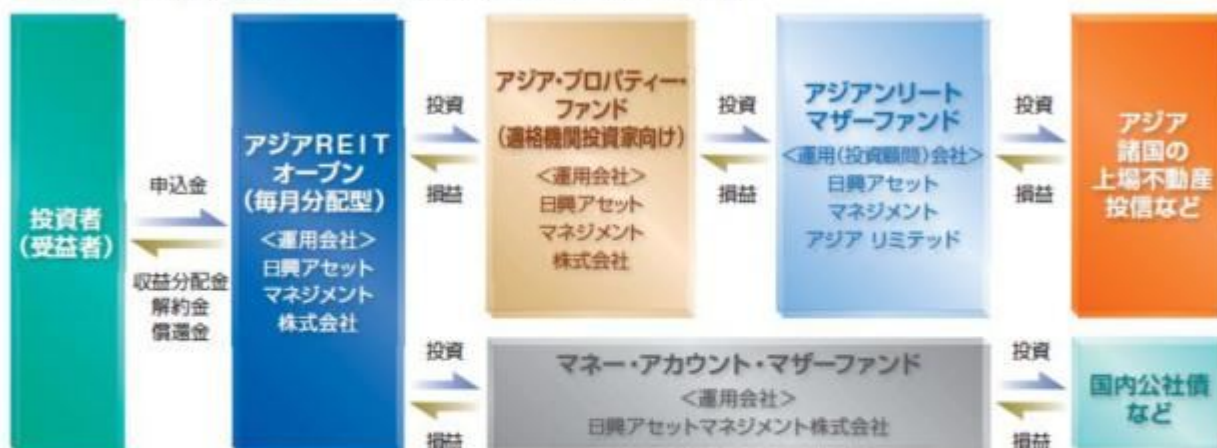 投資者
(受益者)
申込金
収益分配金
解約金
償還金
アジアREIT
オープン
(毎月分配型)
<運用会社>
日興アセット
マネジメント
株式会社
投資
損益
アジア・プロパティー・
ファンド
(適格機関投資家向け)
<運用会社>
日興アセット
マネジメント
株式会社
投資
損益
アジアンリート
マザーファンド
<運用(投資顧問)会社>
日興アセット
マネジメント
アジア リミテッド
投資
損益
アジア
諸国の
上場不動産
投信など
投資
損益
マネー・アカウント・マザーファンド
<運用会社>
日興アセットマネジメント株式会社
投資
損益
国内公社債
など